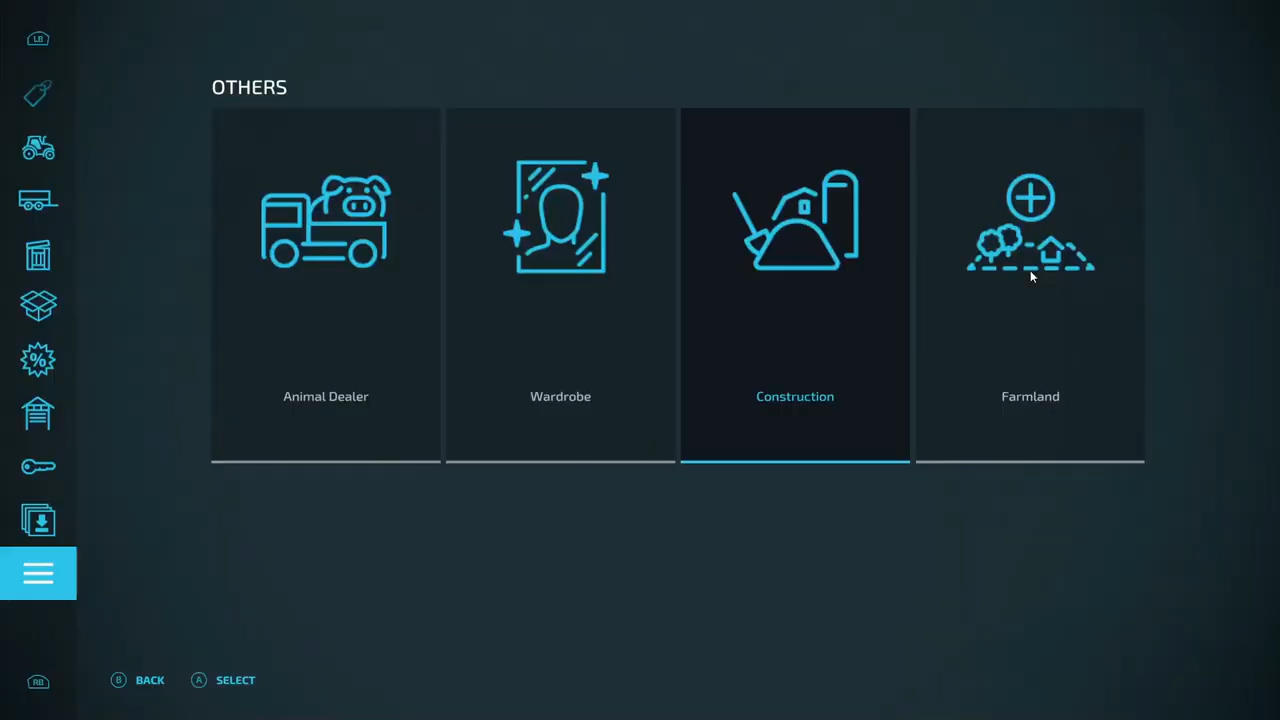 LB
OTHERS
Animal Dealer
Wardrobe
Construction
Farmland
%
RB
B BACK A SELECT